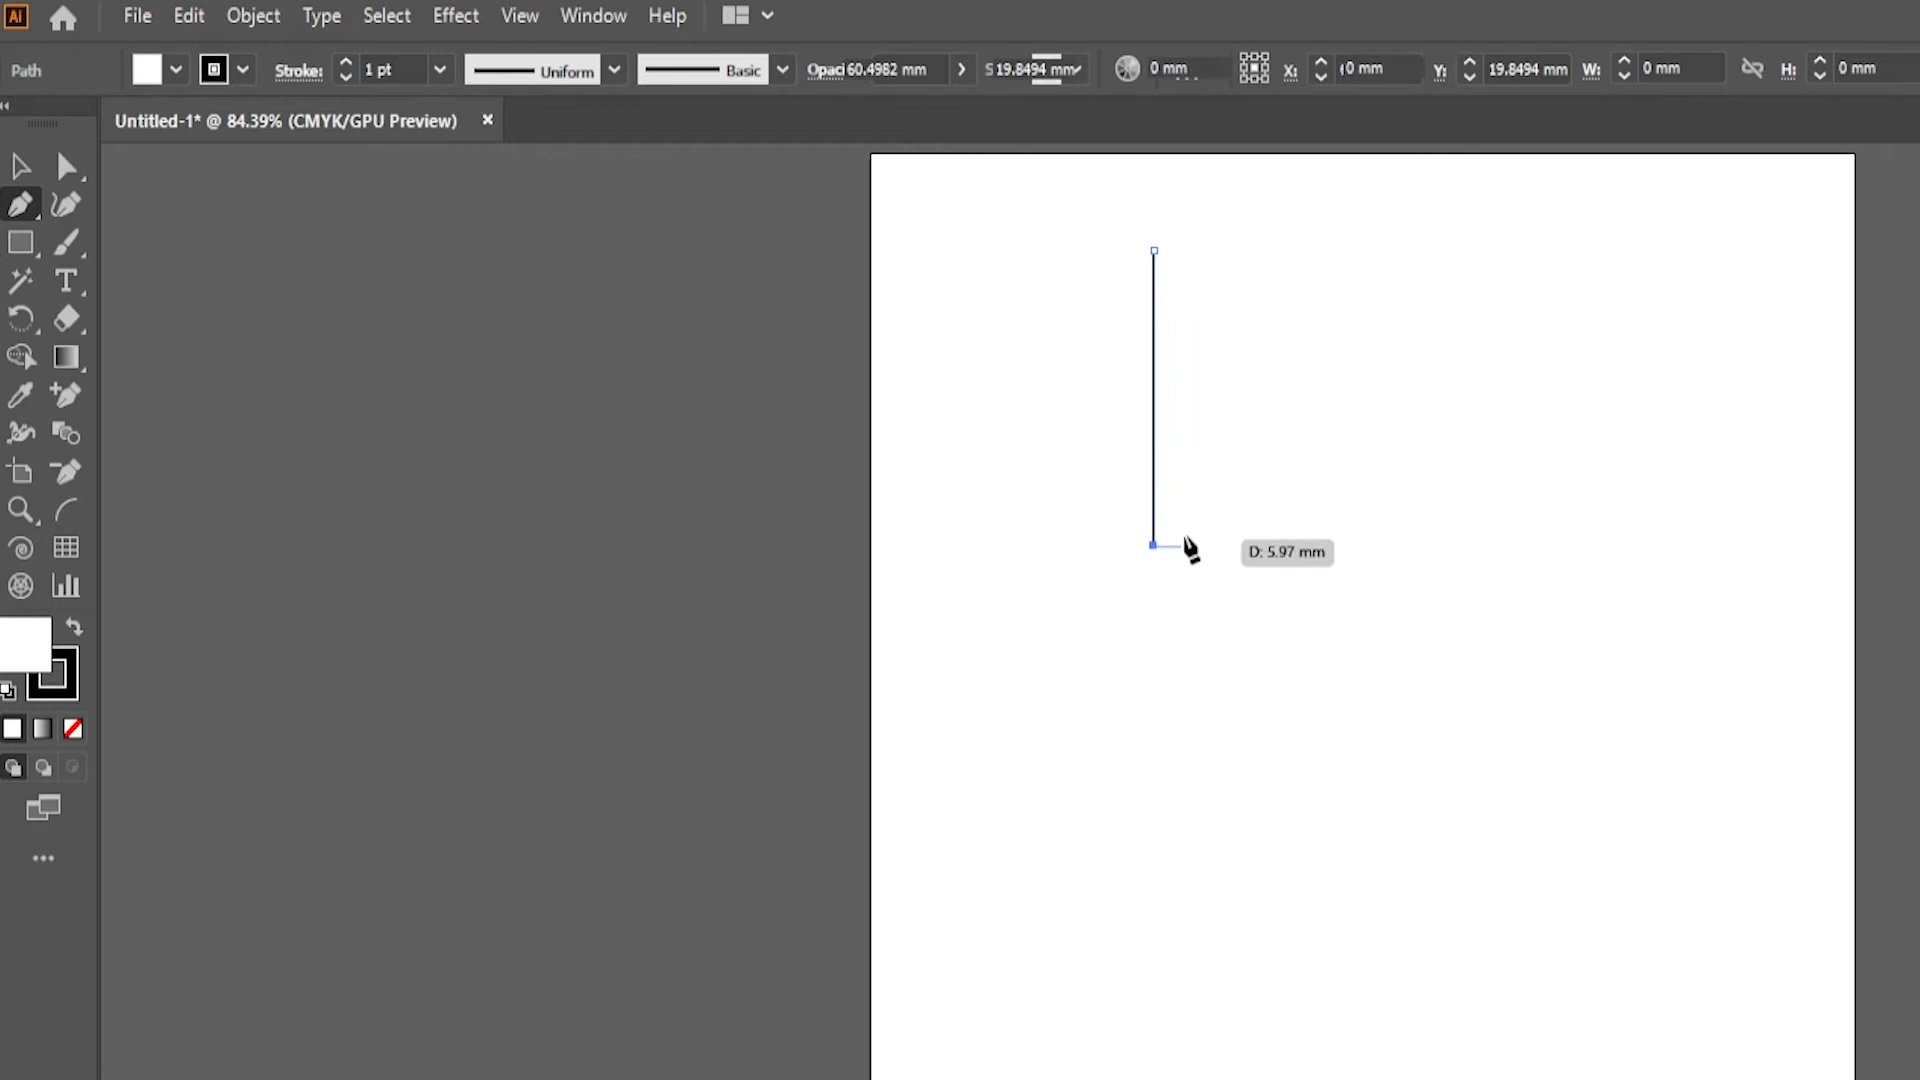 Ai File Edit Object Type Select Effect View Window Help
Path Stroke: 1 pt Uniform Basic Opaci 60.4982 mm S 19.8494 mm 0 mm X: 0 mm Y: 19.8494 mm W: 0 mm H: 0 mm
Untitled-1* @ 84.39% (CMYK/GPU Preview) ×
T
D: 5.97 mm